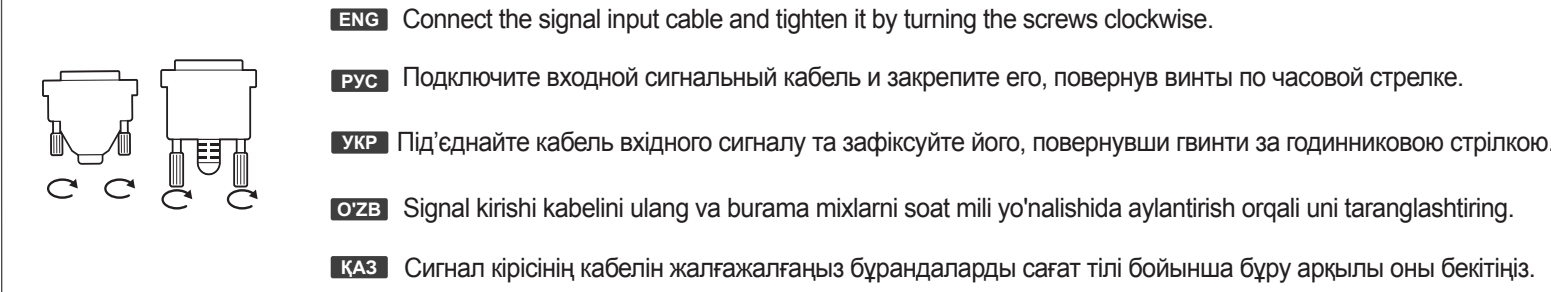 ENG Connect the signal input cable and tighten it by turning the screws clockwise.
РУС Подключите входной сигнальный кабель и закрепите его, повернув винты по часовой стрелке.
УКР Під’єднайте кабель вхідного сигналу та зафіксуйте його, повернувши гвинти за годинниковою стрілкою.
O'ZB Signal kirishi kabelini ulang va burama mixlarni soat mili yo'nalishida aylantirish orqali uni taranglashtiring.
ҚАЗ Сигнал кірісінің кабелін жалғажалғаңыз бұрандаларды сағат тілі бойынша бұру арқылы оны бекітіңіз.